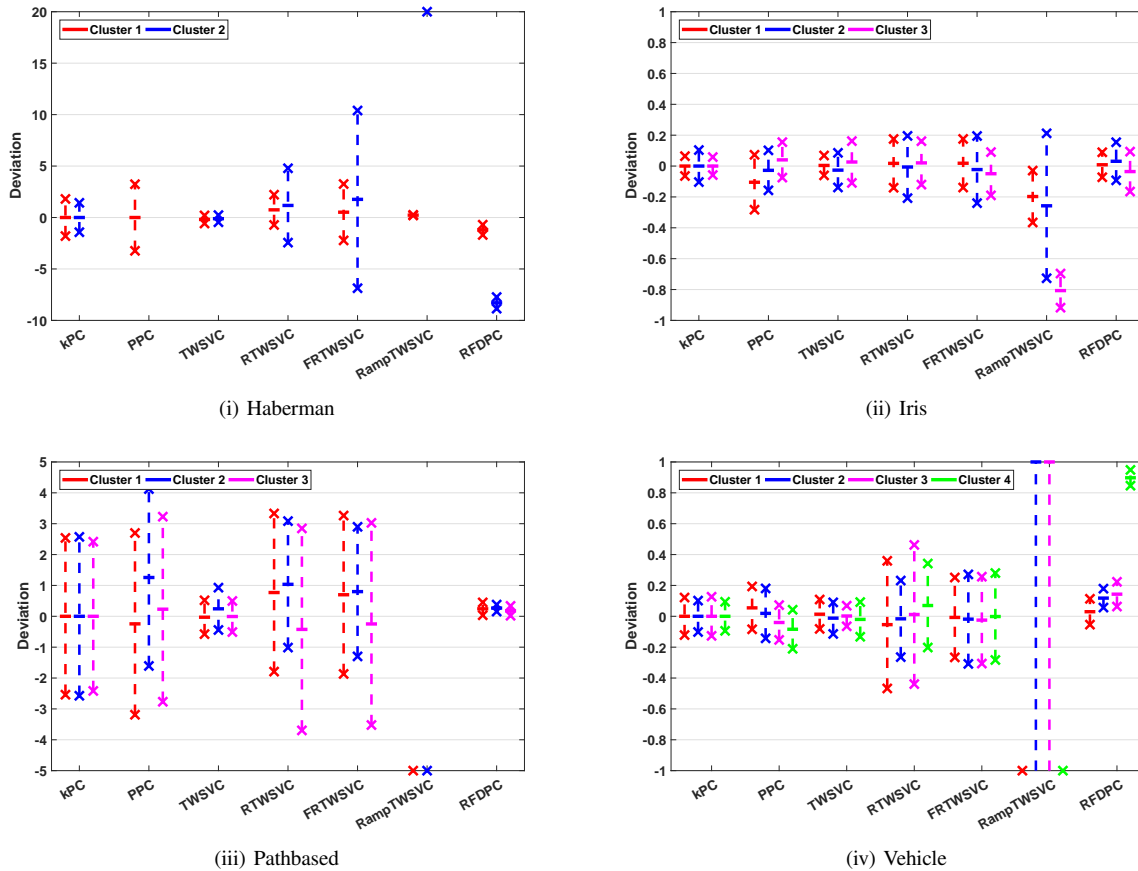 Cluster 1 Cluster 2
20
15
10
5
0
-5
-10
Deviation
kPC PPC TWSVC RTWSVC FRTWSVC RampTWSVC RFDPC
(i) Haberman
Cluster 1 Cluster 2 Cluster 3
1
0.8
0.6
0.4
0.2
0
-0.2
-0.4
-0.6
-0.8
-1
Deviation
kPC PPC TWSVC RTWSVC FRTWSVC RampTWSVC RFDPC
(ii) Iris
Cluster 1 Cluster 2 Cluster 3
5
4
3
2
1
0
-1
-2
-3
-4
-5
Deviation
kPC PPC TWSVC RTWSVC FRTWSVC RampTWSVC RFDPC
(iii) Pathbased
Cluster 1 Cluster 2 Cluster 3 Cluster 4
1
0.8
0.6
0.4
0.2
0
-0.2
-0.4
-0.6
-0.8
-1
Deviation
kPC PPC TWSVC RTWSVC FRTWSVC RampTWSVC RFDPC
(iv) Vehicle